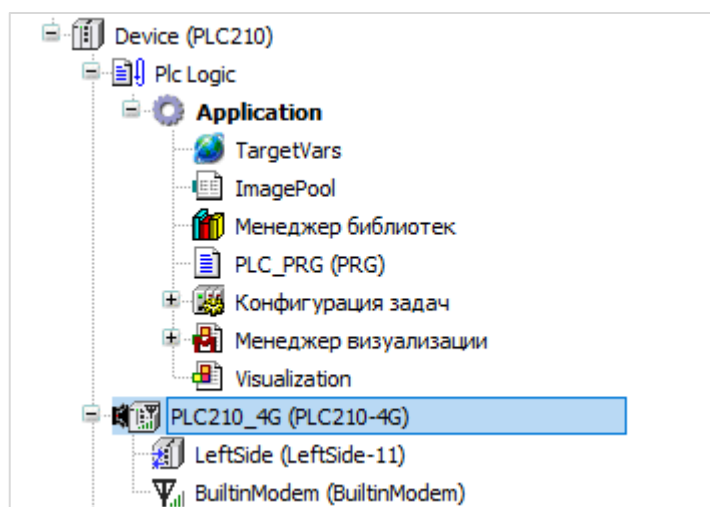 Device (PLC210)
Plc Logic
Application
TargetVars
ImagePool
Менеджер библиотек
PLC_PRG (PRG)
Конфигурация задач
Менеджер визуализации
Visualization
PLC210_4G (PLC210-4G)
LeftSide (LeftSide-11)
BuiltinModem (BuiltinModem)